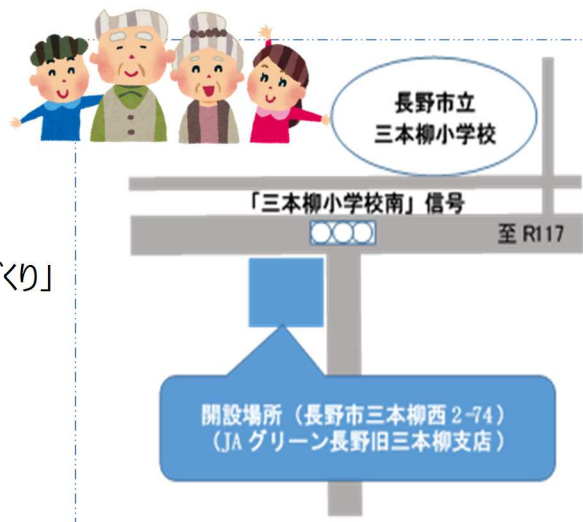 長野市立
三本柳小学校
「三本柳小学校南」信号
至 R117
づくり」
開設場所（長野市三本柳西 2-74）
（JA グリーン長野旧三本柳支店）